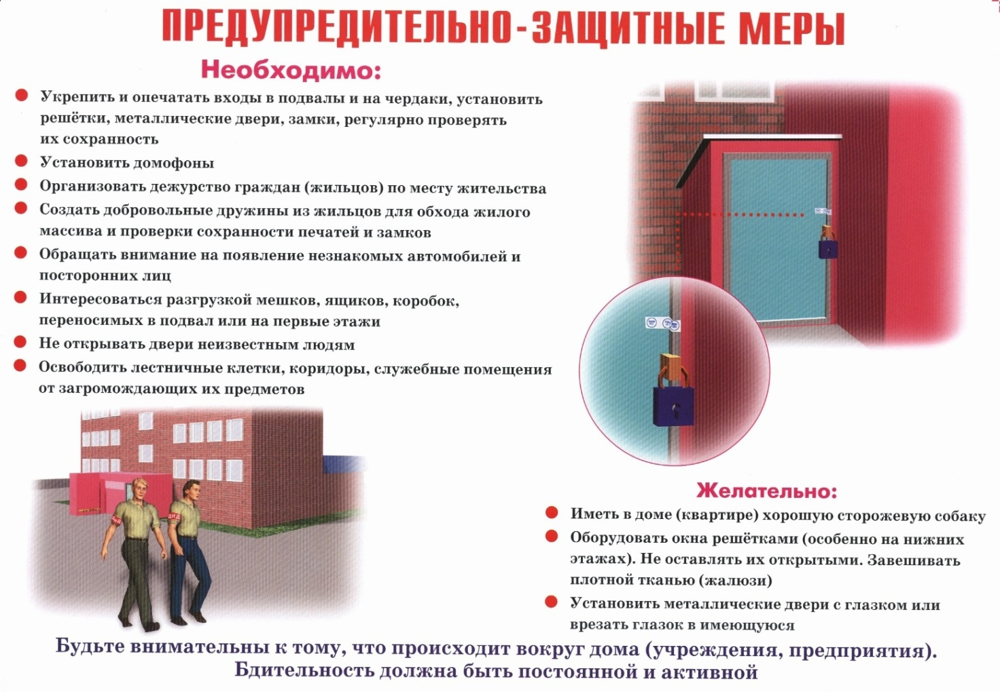 ПРЕДУПРЕДИТЕЛЬНО-ЗАЩИТНЫЕ МЕРЫ
Необходимо:
Укрепить и опечатать входы в подвалы и на чердаки, установить
решётки, металлические двери, замки, регулярно проверять
их сохранность
Установить домофоны
Организовать дежурство граждан (жильцов) по месту жительства
Создать добровольные дружины из жильцов для обхода жилого
массива и проверки сохранности печатей и замков
Обращать внимание на появление незнакомых автомобилей и
посторонних лиц
Интересоваться разгрузкой мешков, ящиков, коробок,
переносимых в подвал или на первые этажи
Не открывать двери неизвестным людям
Освободить лестничные клетки, коридоры, служебные помещения
от загромождающих их предметов
ДНД
ДНД
Желательно:
Иметь в доме (квартире) хорошую сторожевую собаку
Оборудовать окна решётками (особенно на нижних
этажах). Не оставлять их открытыми. Завешивать
плотной тканью (жалюзи)
Установить металлические двери с глазком или
врезать глазок в имеющуюся
Будьте внимательны к тому, что происходит вокруг дома (учреждения, предприятия).
Бдительность должна быть постоянной и активной